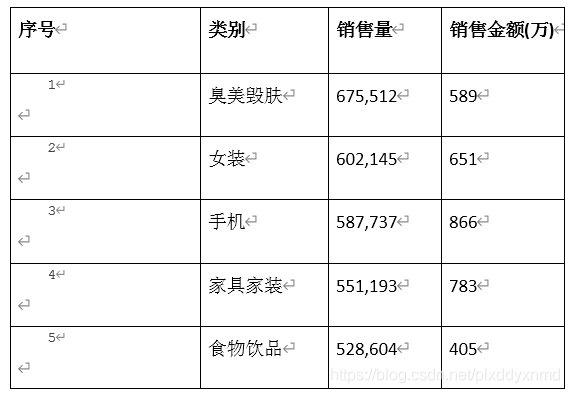 序号 类别 销售量 销售金额(万)
1 臭美毁肤 675,512 589
2 女装 602,145 651
3 手机 587,737 866
4 家具家装 551,193 783
5 食物饮品 528,604 405
https://blog.csdn.net/plxddyxnmd